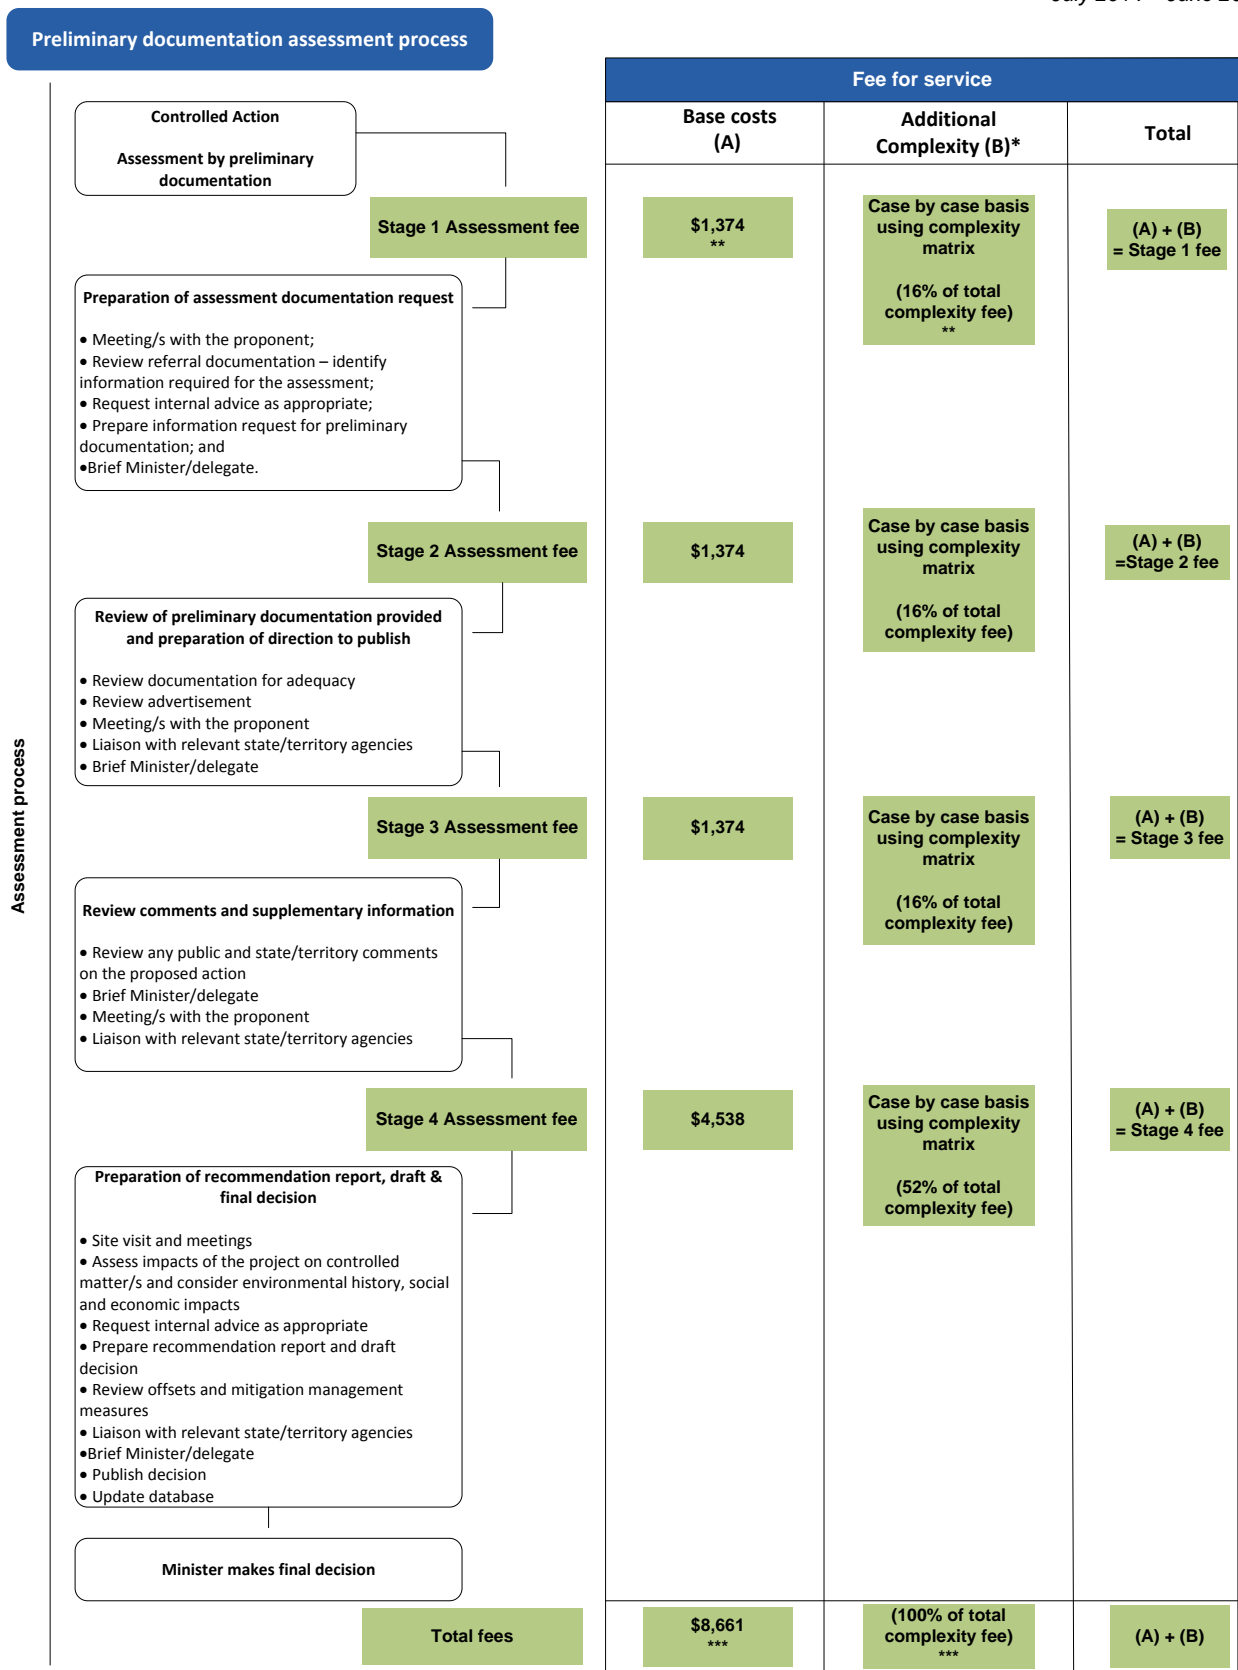 Preliminary documentation assessment process
Fee for service
Base costs
(A)
Additional
Complexity (B)*
Total
Controlled Action
Assessment by preliminary
documentation
Stage 1 Assessment fee
$1,374
**
Case by case basis
using complexity
matrix
(16% of total
complexity fee)
**
(A) + (B)
= Stage 1 fee
Preparation of assessment documentation request
• Meeting/s with the proponent;
• Review referral documentation – identify
information required for the assessment;
• Request internal advice as appropriate;
• Prepare information request for preliminary
documentation; and
•Brief Minister/delegate.
Stage 2 Assessment fee
$1,374
Case by case basis
using complexity
matrix
(16% of total
complexity fee)
(A) + (B)
=Stage 2 fee
Review of preliminary documentation provided
and preparation of direction to publish
• Review documentation for adequacy
• Review advertisement
• Meeting/s with the proponent
• Liaison with relevant state/territory agencies
• Brief Minister/delegate
Assessment process
Stage 3 Assessment fee
$1,374
Case by case basis
using complexity
matrix
(16% of total
complexity fee)
(A) + (B)
= Stage 3 fee
Review comments and supplementary information
• Review any public and state/territory comments
on the proposed action
• Brief Minister/delegate
• Meeting/s with the proponent
• Liaison with relevant state/territory agencies
Stage 4 Assessment fee
$4,538
Case by case basis
using complexity
matrix
(52% of total
complexity fee)
(A) + (B)
= Stage 4 fee
Preparation of recommendation report, draft &
final decision
• Site visit and meetings
• Assess impacts of the project on controlled
matter/s and consider environmental history, social
and economic impacts
• Request internal advice as appropriate
• Prepare recommendation report and draft
decision
• Review offsets and mitigation management
measures
• Liaison with relevant state/territory agencies
•Brief Minister/delegate
• Publish decision
• Update database
Minister makes final decision
Total fees
$8,661
***
(100% of total
complexity fee)
***
(A) + (B)